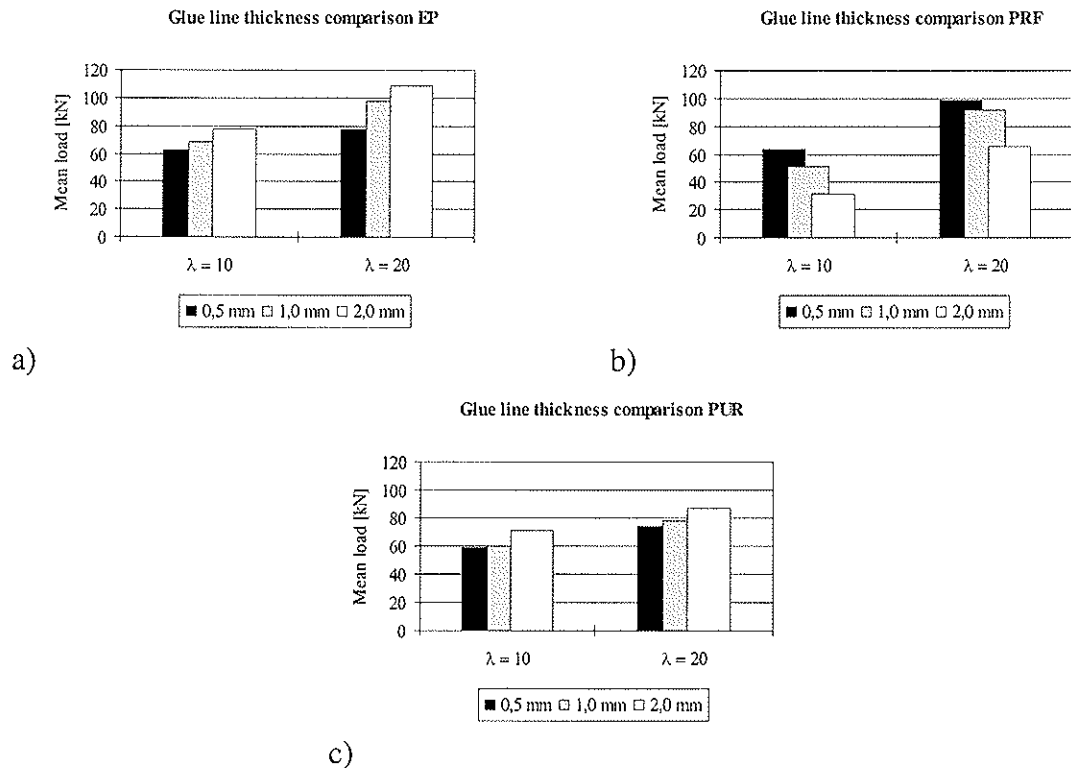 Glue line thickness comparison EP
Mean load [kN]
120
100
80
60
40
20
0
λ = 10
λ = 20
0,5 mm 1,0 mm 2,0 mm
a)
Glue line thickness comparison PRF
Mean load [kN]
120
100
80
60
40
20
0
λ = 10
λ = 20
0,5 mm 1,0 mm 2,0 mm
b)
Glue line thickness comparison PUR
Mean load [kN]
120
100
80
60
40
20
0
λ = 10
λ = 20
0,5 mm 1,0 mm 2,0 mm
c)